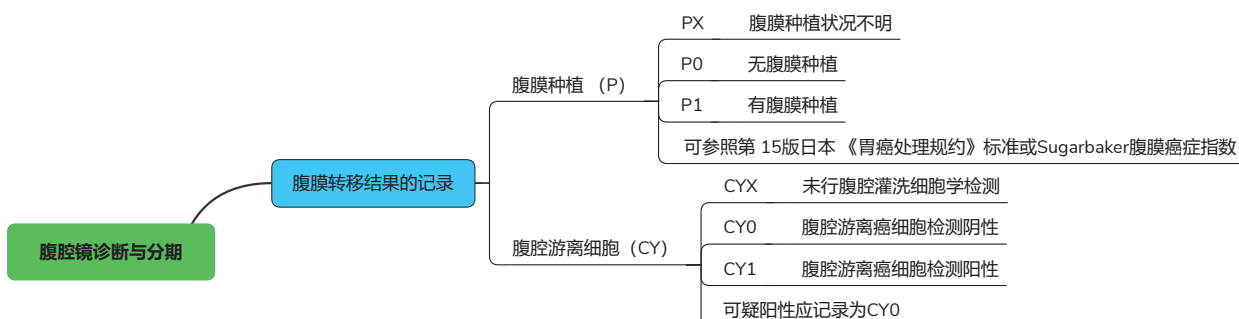 腹腔镜诊断与分期
腹膜转移结果的记录
腹膜种植 （P）
PX 腹膜种植状况不明
P0 无腹膜种植
P1 有腹膜种植
可参照第 15版日本 《胃癌处理规约》标准或Sugarbaker腹膜癌症指数
腹腔游离细胞（CY）
CYX 未行腹腔灌洗细胞学检测
CY0 腹腔游离癌细胞检测阴性
CY1 腹腔游离癌细胞检测阳性
可疑阳性应记录为CY0